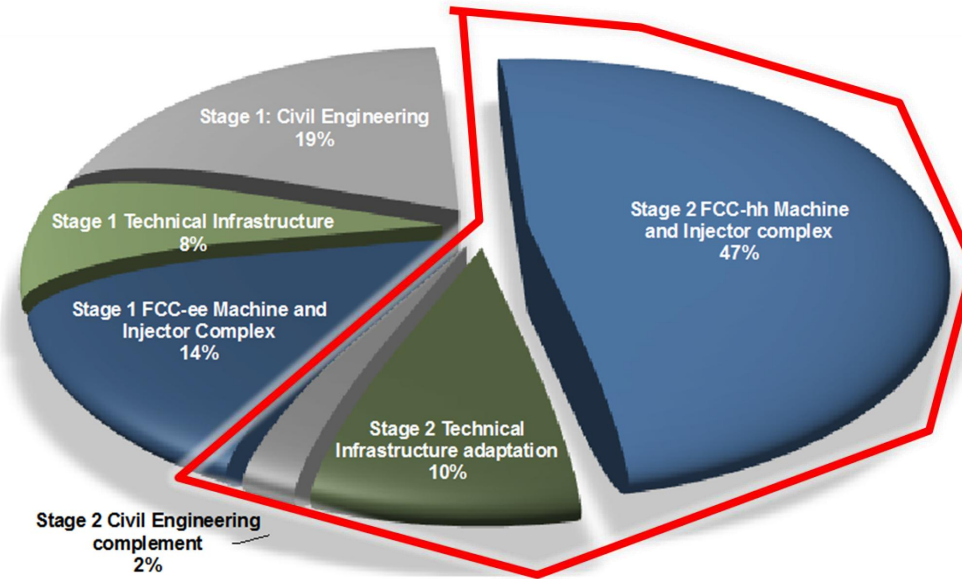 Stage 1: Civil Engineering
19%
Stage 1 Technical Infrastructure
8%
Stage 1 FCC-ee Machine and
Injector Complex
14%
Stage 2 FCC-hh Machine
and Injector complex
47%
Stage 2 Technical
Infrastructure adaptation
10%
Stage 2 Civil Engineering
complement
2%